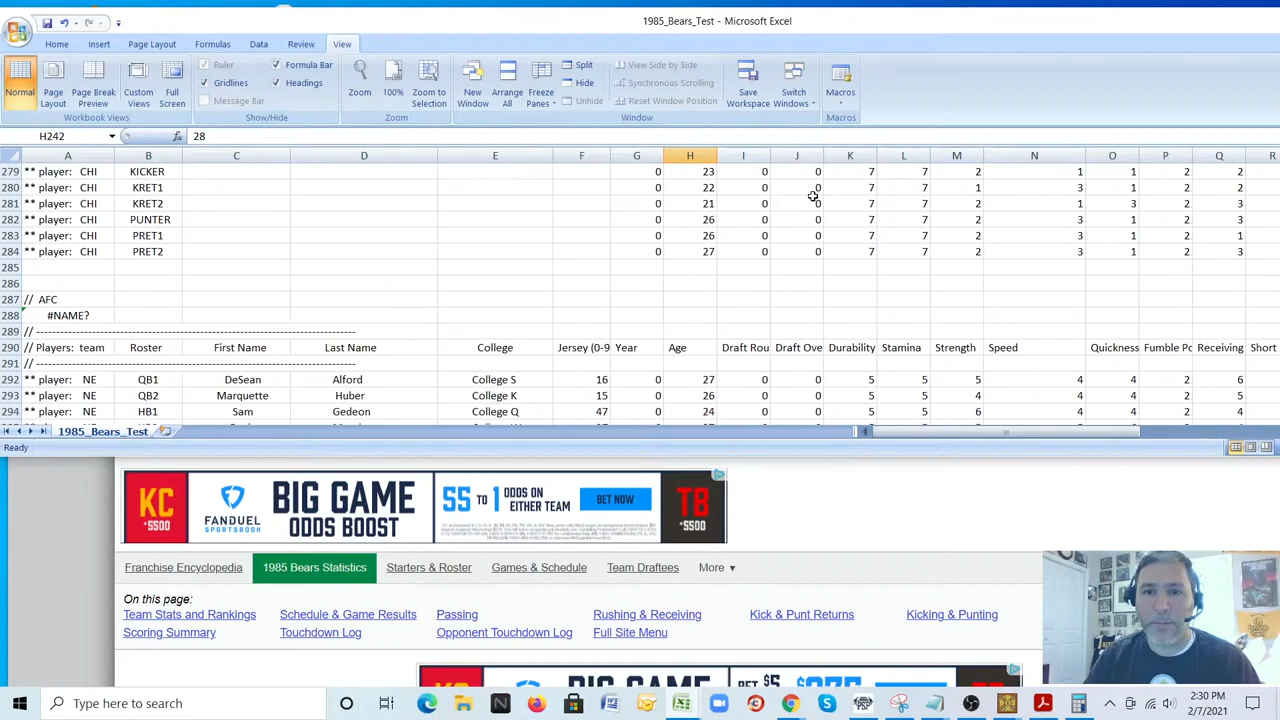 1985_Bears_Test - Microsoft Excel
Home Insert Page Layout Formulas Data Review View
Ruler Formula Bar Split View Side by Side
Gridlines Headings Hide Synchronous Scrolling
Message Bar Unhide Reset Window Position
Normal Page Layout Page Break Preview Custom Views Full Screen Zoom 100% Zoom to Selection New Window Arrange All Freeze Panes Save Workspace Switch Windows Macros
Workbook Views Show/Hide Zoom Window Macros
H242 fx 28
A B C D E F G H I J K L M N O P Q R
279 ** player: CHI KICKER 0 23 0 0 7 7 2 1 1 2 2
280 ** player: CHI KRET1 0 22 0 0 7 7 1 3 1 2 2
281 ** player: CHI KRET2 0 21 0 0 7 7 2 1 3 2 3
282 ** player: CHI PUNTER 0 26 0 0 7 7 2 3 1 2 3
283 ** player: CHI PRET1 0 26 0 0 7 7 2 3 1 2 1
284 ** player: CHI PRET2 0 27 0 0 7 7 2 3 1 2 3
285
286
287 // AFC
288 #NAME?
289 // --------------------------------------------------------------------------------
290 // Players: team Roster First Name Last Name College Jersey (0-9 Year Age Draft Rou Draft Ove Durability Stamina Strength Speed Quickness Fumble Pc Receiving Short
291 // --------------------------------------------------------------------------------
292 ** player: NE QB1 DeSean Alford College S 16 0 27 0 0 5 5 5 4 4 2 6
293 ** player: NE QB2 Marquette Huber College K 15 0 26 0 0 5 5 4 4 4 2 5
294 ** player: NE HB1 Sam Gedeon College Q 47 0 24 0 0 5 5 6 4 4 2 4
1985_Bears_Test
Ready
KC +5500 FANDUEL SPORTSBOOK BIG GAME ODDS BOOST 55 TO 1 ODDS ON EITHER TEAM BET NOW TB +5500
Franchise Encyclopedia 1985 Bears Statistics Starters & Roster Games & Schedule Team Draftees More ▼
On this page:
Team Stats and Rankings Schedule & Game Results Passing Rushing & Receiving Kick & Punt Returns Kicking & Punting
Scoring Summary Touchdown Log Opponent Touchdown Log Full Site Menu
Type here to search
2:30 PM
2/7/2021